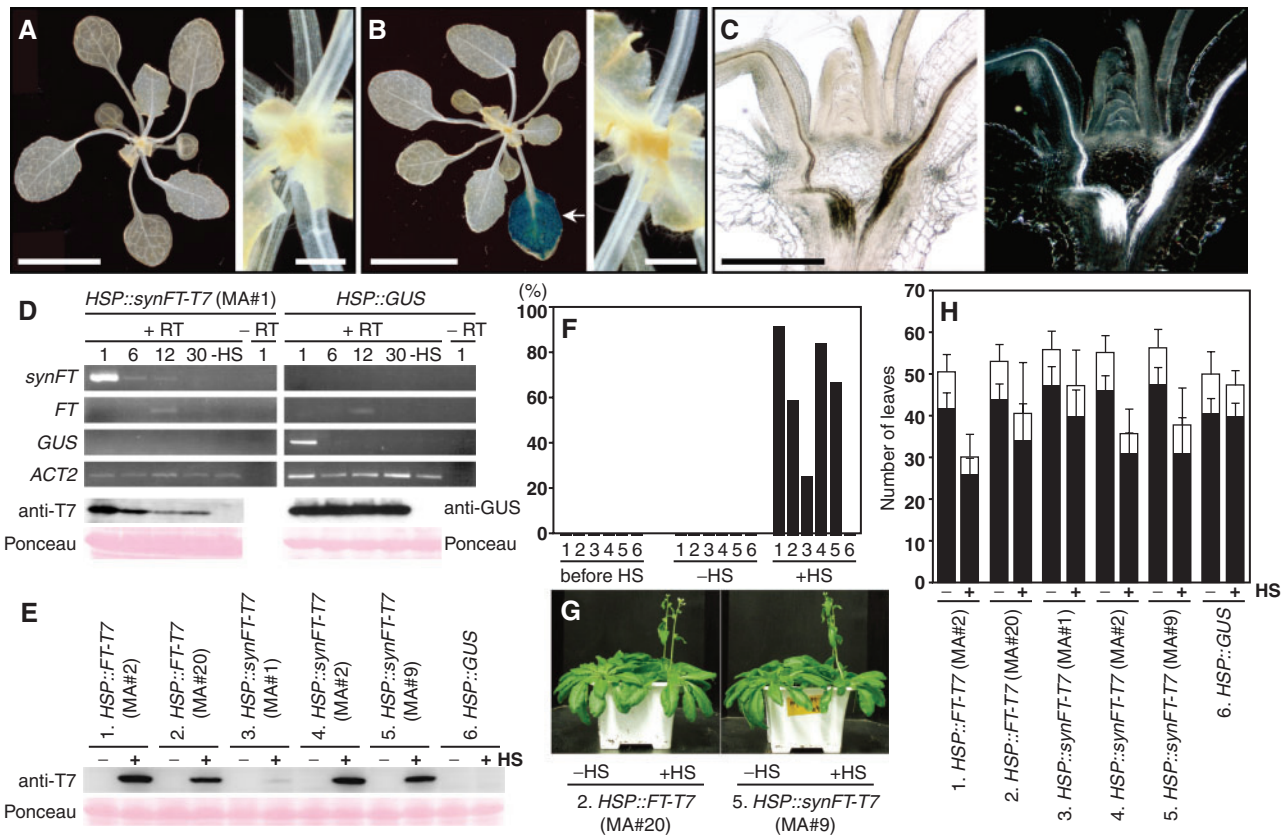 A
B
C
D
HSP::synFT-T7 (MA#1)
HSP::GUS
+ RT
– RT
+ RT
– RT
1 6 12 30 -HS 1
1 6 12 30 -HS 1
synFT
FT
GUS
ACT2
anti-T7
anti-GUS
Ponceau
Ponceau
E
1. HSP::FT-T7
(MA#2)
2. HSP::FT-T7
(MA#20)
3. HSP::synFT-T7
(MA#1)
4. HSP::synFT-T7
(MA#2)
5. HSP::synFT-T7
(MA#9)
6. HSP::GUS
– + – + – + – + – + – + HS
anti-T7
Ponceau
(%)
F
100
80
60
40
20
0
1 2 3 4 5 6
1 2 3 4 5 6
1 2 3 4 5 6
before HS
–HS
+HS
G
–HS +HS
–HS +HS
2. HSP::FT-T7
(MA#20)
5. HSP::synFT-T7
(MA#9)
H
Number of leaves
70
60
50
40
30
20
10
0
– + – + – + – + – + – + HS
1. HSP::FT-T7 (MA#2)
2. HSP::FT-T7 (MA#20)
3. HSP::synFT-T7 (MA#1)
4. HSP::synFT-T7 (MA#2)
5. HSP::synFT-T7 (MA#9)
6. HSP::GUS